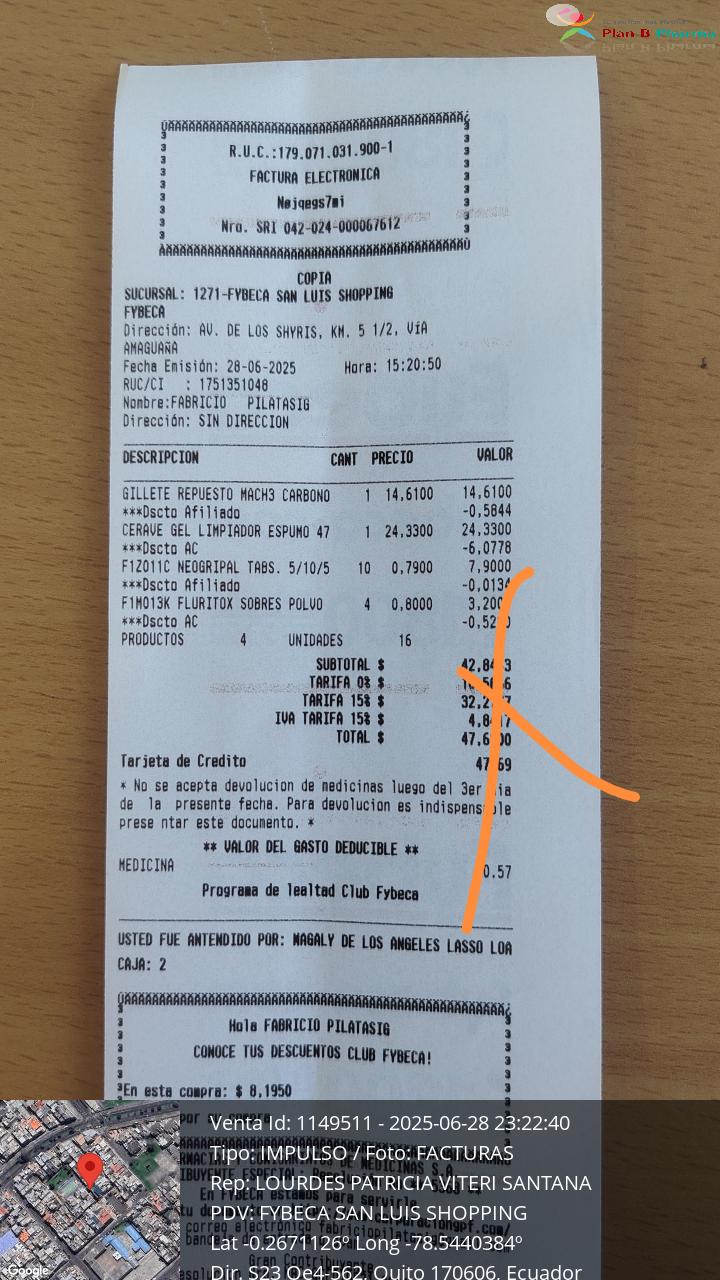 Plan-B Pharma
R.U.C.:179.071.031.900-1
FACTURA ELECTRONICA
Nøjqøgs7mi
Nro. SRI 042-024-000067612
COPIA
SUCURSAL: 1271-FYBECA SAN LUIS SHOPPING
FYBECA
Dirección: AV. DE LOS SHYRIS, KM. 5 1/2, VíA
AMAGUAÑA
Fecha Emisión: 28-06-2025 Hora: 15:20:50
RUC/CI : 1751351048
Nombre:FABRICIO PILATASIG
Dirección: SIN DIRECCION
DESCRIPCION CANT PRECIO VALOR
GILLETE REPUESTO MACH3 CARBONO 1 14,6100 14,6100
***Dscto Afiliado -0,5844
CERAVE GEL LIMPIADOR ESPUMO 47 1 24,3300 24,3300
***Dscto AC -6,0778
F1Z011C NEOGRIPAL TABS. 5/10/5 10 0,7900 7,9000
***Dscto Afiliado -0,0134
F1M013K FLURITOX SOBRES POLVO 4 0,8000 3,2000
***Dscto AC
PRODUCTOS 4 UNIDADES 16
SUBTOTAL $
TARIFA 0% $
TARIFA 15% $
IVA TARIFA 15% $
TOTAL $
Tarjeta de Credito
* No se acepta devolucion de medicinas luego del 3er dia
de la presente fecha. Para devolucion es indispensable
prese ntar este documento. *
** VALOR DEL GASTO DEDUCIBLE **
MEDICINA
Programa de lealtad Club Fybeca
USTED FUE ANTENDIDO POR: MAGALY DE LOS ANGELES LASSO LOA
CAJA: 2
Hola FABRICIO PILATASIG
CONOCE TUS DESCUENTOS CLUB FYBECA!
En esta compra: $ 8,1950
Venta Id: 1149511 - 2025-06-28 23:22:40
Tipo: IMPULSO / Foto: FACTURAS
Rep: LOURDES PATRICIA VITERI SANTANA
PDV: FYBECA SAN LUIS SHOPPING
Lat -0.2671126º Long -78.5440384º
Dir. S23 Oe4-562, Quito 170606, Ecuador
Google